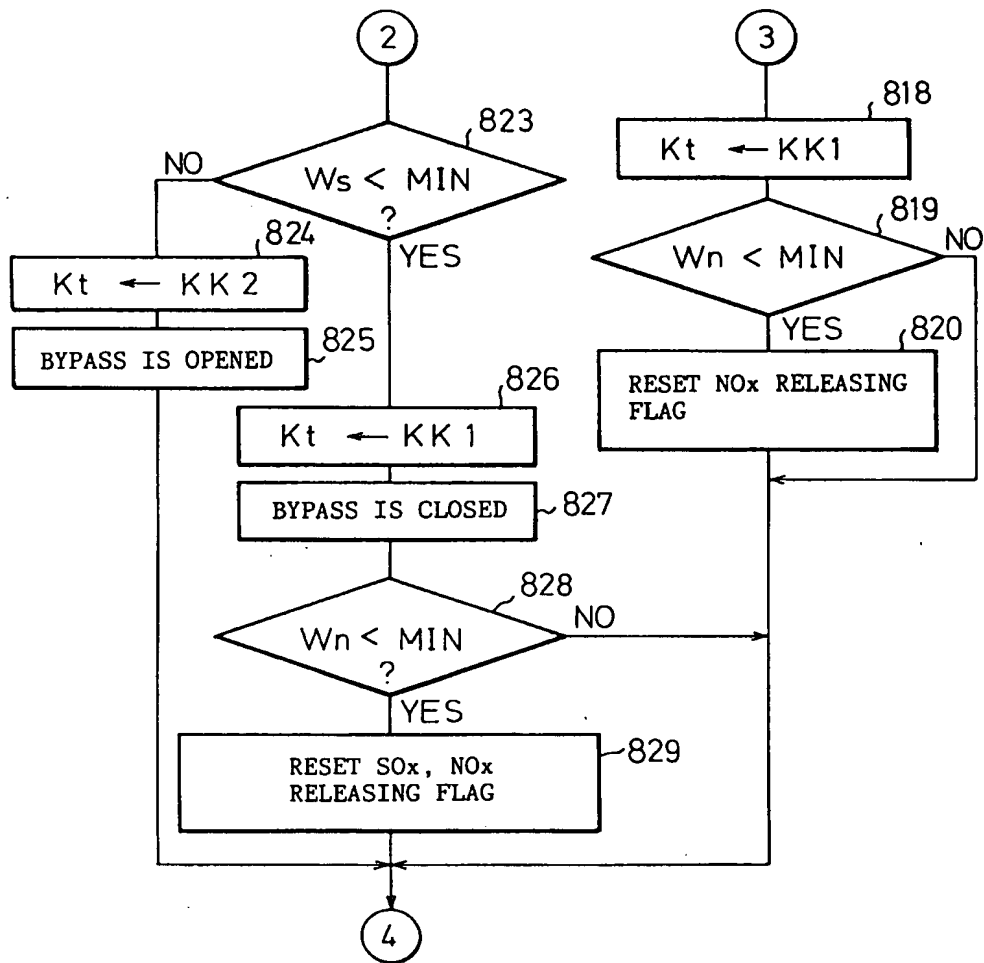 2
3
823
Ws < MIN
?
NO
YES
824
Kt ← KK2
825
BYPASS IS OPENED
826
Kt ← KK1
BYPASS IS CLOSED
827
828
Wn < MIN
?
NO
YES
829
RESET SOx, NOx
RELEASING FLAG
818
Kt ← KK1
819
Wn < MIN
NO
YES
820
RESET NOx RELEASING
FLAG
4